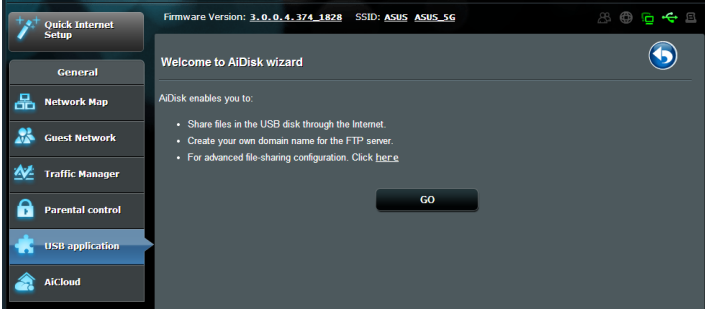 Quick Internet
Setup
Firmware Version: 3.0.0.4.374_1828 SSID: ASUS ASUS_5G
General
Network Map
Guest Network
Traffic Manager
Parental control
USB application
AiCloud
Welcome to AiDisk wizard
AiDisk enables you to:
• Share files in the USB disk through the Internet.
• Create your own domain name for the FTP server.
• For advanced file-sharing configuration. Click here
GO